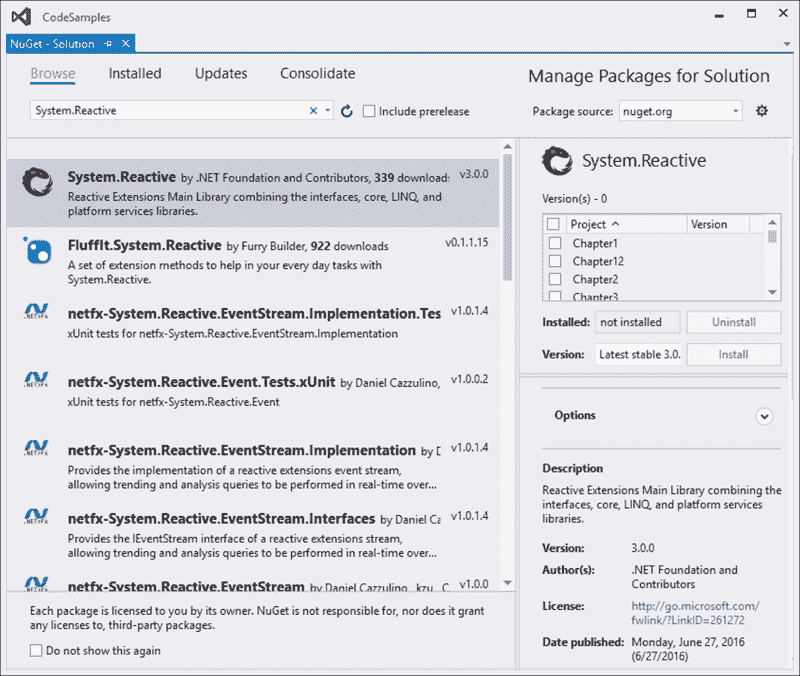 CodeSamples
NuGet - Solution
Browse Installed Updates Consolidate
Manage Packages for Solution
System.Reactive
Include prerelease
Package source: nuget.org
System.Reactive by .NET Foundation and Contributors, 339 downloads v3.0.0
Reactive Extensions Main Library combining the interfaces, core, LINQ, and
platform services libraries.
FluffIt.System.Reactive by Furry Builder, 922 downloads v0.1.1.15
A set of extension methods to help in your every day tasks with
System.Reactive.
.NETFX
netfx-System.Reactive.EventStream.Implementation.Tes v1.0.1.4
xUnit tests for netfx-System.Reactive.EventStream.Implementation
.NETFX
netfx-System.Reactive.Event.Tests.xUnit by Daniel Cazzulino, v1.0.0.2
xUnit tests for netfx-System.Reactive.Event
.NETFX
netfx-System.Reactive.EventStream.Implementation by D v1.0.1.4
Provides the implementation of a reactive extensions event stream,
allowing trending and analysis queries to be performed in real-time over...
.NETFX
netfx-System.Reactive.EventStream.Interfaces by Daniel Ca v1.0.1.4
Provides the IEventStream interface of a reactive extensions stream,
allowing trending and analysis queries to be performed in real-time over...
netfx-System.Reactive.EventStream by Daniel Cazzulino, kzu, C v1.0.0
Each package is licensed to you by its owner. NuGet is not responsible for, nor does it grant
any licenses to, third-party packages.
Do not show this again
System.Reactive
Version(s) - 0
Project Version
Chapter1
Chapter12
Chapter2
Chapter3
Installed: not installed Uninstall
Version: Latest stable 3.0. Install
Options
Description
Reactive Extensions Main Library combining the
interfaces, core, LINQ, and platform services
libraries.
Version: 3.0.0
Author(s): .NET Foundation and
Contributors
License: http://go.microsoft.com/
fwlink/?LinkID=261272
Date published: Monday, June 27, 2016
(6/27/2016)